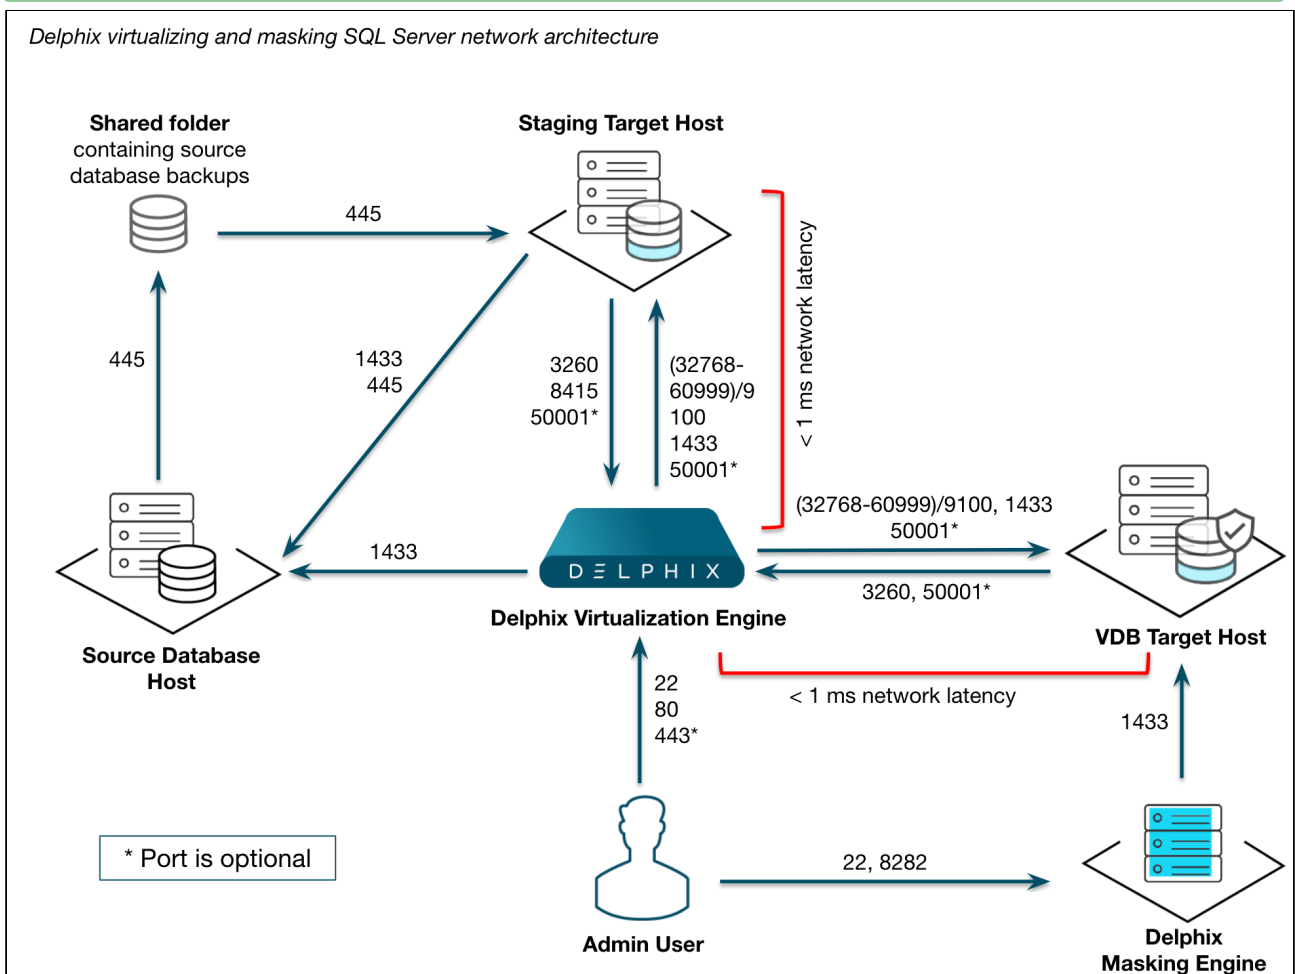 Delphix virtualizing and masking SQL Server network architecture
Shared folder
containing source
database backups
Staging Target Host
445
< 1 ms network latency
445
1433
445
3260
8415
50001*
(32768-
60999)/9
100
1433
50001*
(32768-60999)/9100, 1433
50001*
1433
DELPHIX
3260, 50001*
Delphix Virtualization Engine
VDB Target Host
Source Database
Host
22
80
443*
< 1 ms network latency
1433
* Port is optional
22, 8282
Admin User
Delphix
Masking Engine